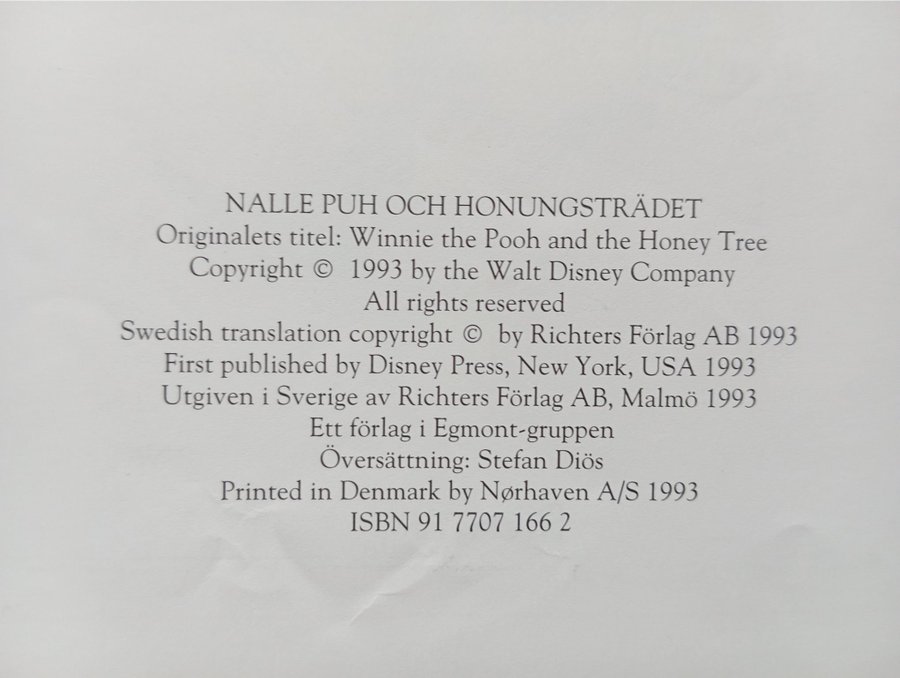 NALLE PUH OCH HONUNGSTRÄDET
Originalets titel: Winnie the Pooh and the Honey Tree
Copyright © 1993 by the Walt Disney Company
All rights reserved
Swedish translation copyright © by Richters Förlag AB 1993
First published by Disney Press, New York, USA 1993
Utgiven i Sverige av Richters Förlag AB, Malmö 1993
Ett förlag i Egmont-gruppen
Översättning: Stefan Diös
Printed in Denmark by Nørhaven A/S 1993
ISBN 91 7707 166 2